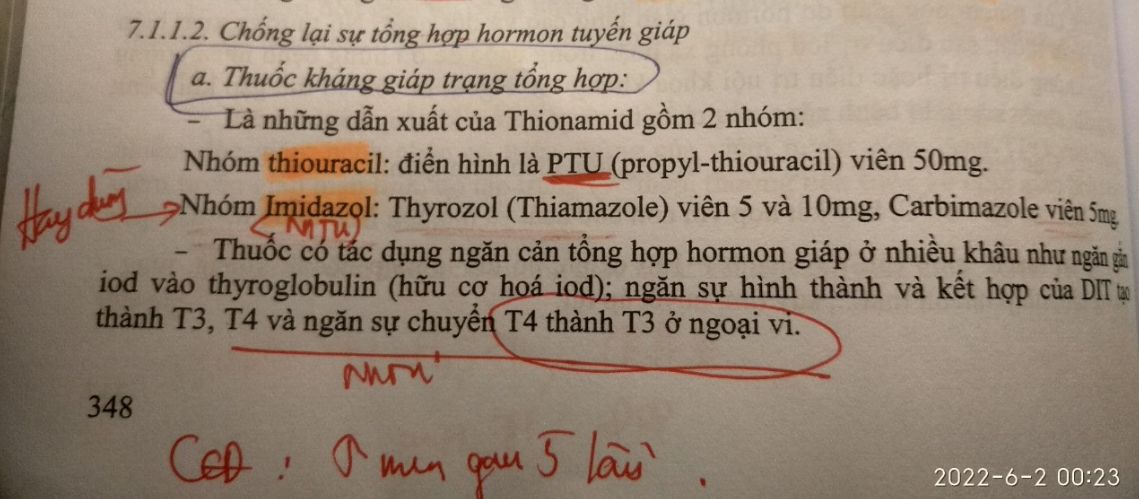 7.1.1.2. Chống lại sự tổng hợp hormon tuyến giáp
a. Thuốc kháng giáp trạng tổng hợp:
– Là những dẫn xuất của Thionamid gồm 2 nhóm:
Nhóm thiouracil: điển hình là PTU (propyl-thiouracil) viên 50mg.
Hay dùng
Nhóm Imidazol: Thyrozol (Thiamazole) viên 5 và 10mg, Carbimazole viên 5mg
(MTU)
– Thuốc có tác dụng ngăn cản tổng hợp hormon giáp ở nhiều khâu như ngăn gắn
iod vào thyroglobulin (hữu cơ hoá iod); ngăn sự hình thành và kết hợp của DIT tạo
thành T3, T4 và ngăn sự chuyển T4 thành T3 ở ngoại vi.
348
CCĐ : ↑ men gan 5 lần.
2022-6-2 00:23